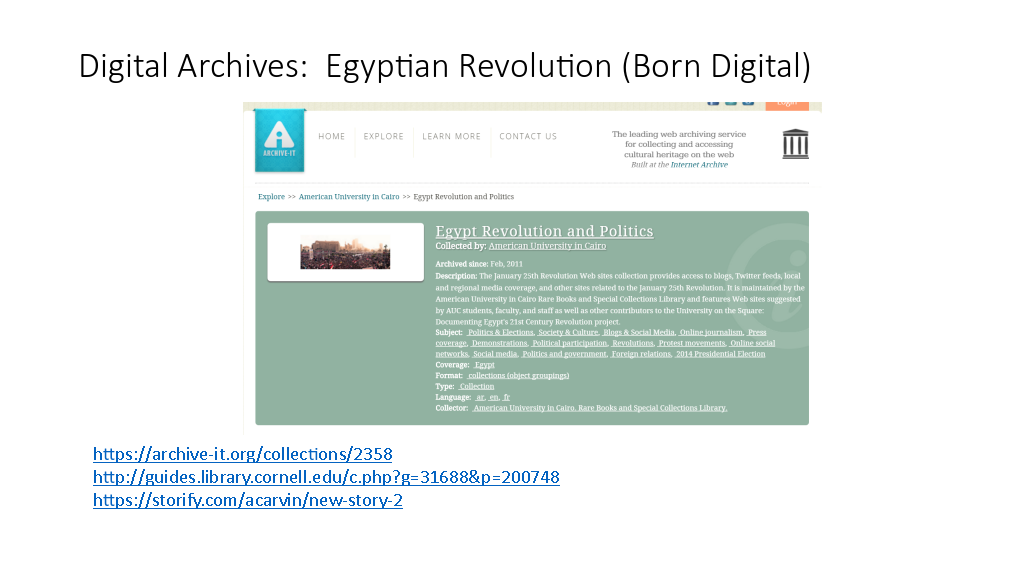 Digital Archives:  Egyptian Revolution (Born Digital)
Login
ARCHIVE-IT
HOME
EXPLORE
LEARN MORE
CONTACT US
The leading web archiving service
for collecting and accessing
cultural heritage on the web
Built at the Internet Archive
Explore >> American University in Cairo >> Egypt Revolution and Politics
Egypt Revolution and Politics
Collected by: American University in Cairo
Archived since: Feb, 2011
Description: The January 25th Revolution Web sites collection provides access to blogs, Twitter feeds, local
and regional media coverage, and other sites related to the January 25th Revolution. It is maintained by the
American University in Cairo Rare Books and Special Collections Library and features Web sites suggested
by AUC students, faculty, and staff as well as other contributors to the University on the Square:
Documenting Egypt's 21st Century Revolution project.
Subject: Politics & Elections, Society & Culture, Blogs & Social Media, Online journalism, Press
coverage, Demonstrations, Political participation, Revolutions, Protest movements, Online social
networks, Social media, Politics and government, Foreign relations, 2014 Presidential Election
Coverage: Egypt
Format: collections (object groupings)
Type: Collection
Language: ar, en, fr
Collector: American University in Cairo, Rare Books and Special Collections Library.
https://archive-it.org/collections/2358
http://guides.library.cornell.edu/c.php?g=31688&p=200748
https://storify.com/acarvin/new-story-2